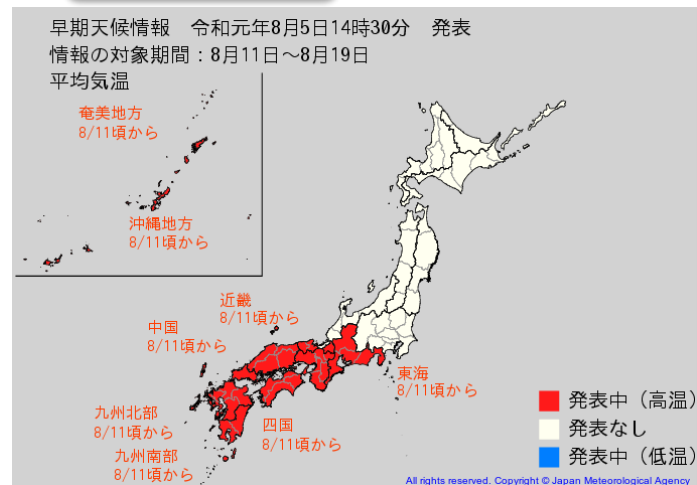 早期天候情報 令和元年8月5日14時30分 発表
情報の対象期間：8月11日～8月19日
平均気温
奄美地方
8/11頃から
沖縄地方
8/11頃から
近畿
8/11頃から
中国
8/11頃から
東海
8/11頃から
九州北部
8/11頃から
四国
8/11頃から
九州南部
8/11頃から
発表中（高温）
発表なし
発表中（低温）
All rights reserved. Copyright © Japan Meteorological Agency